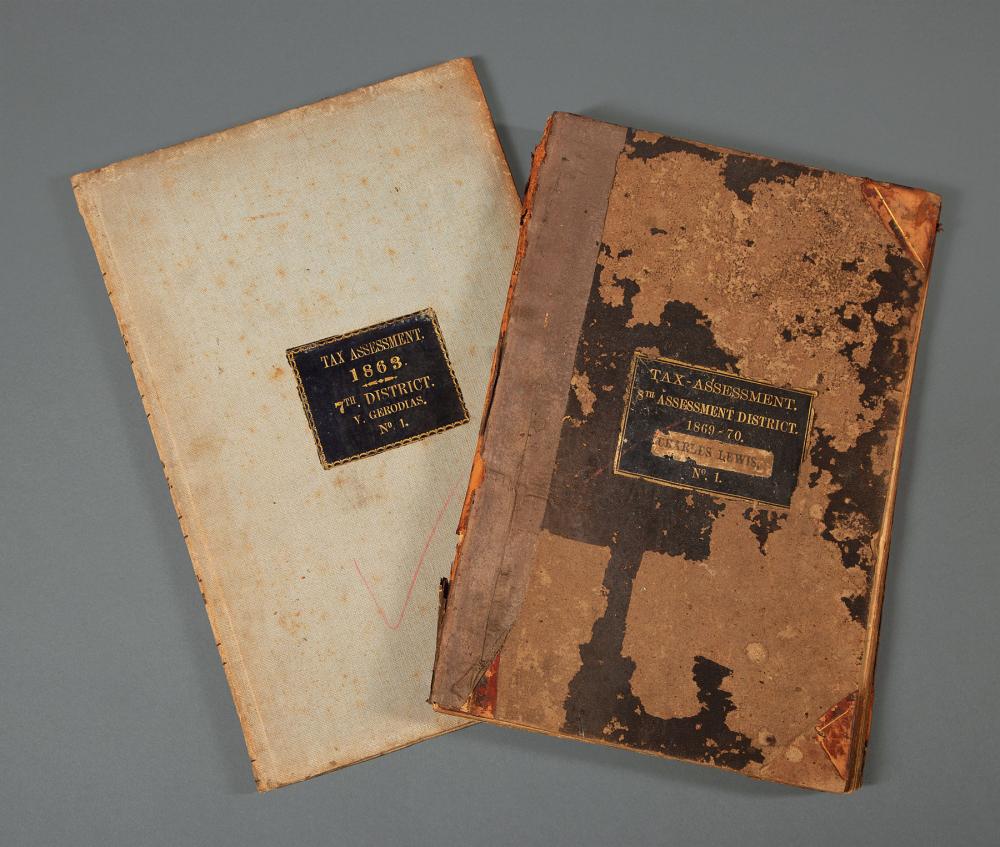 TAX ASSESSMENT.
1863.
7TH. DISTRICT.
V. GERODIAS.
No. 1.
TAX-ASSESSMENT.
8TH ASSESSMENT DISTRICT.
1869-70.
CHARLES LEWIS.
No. 1.